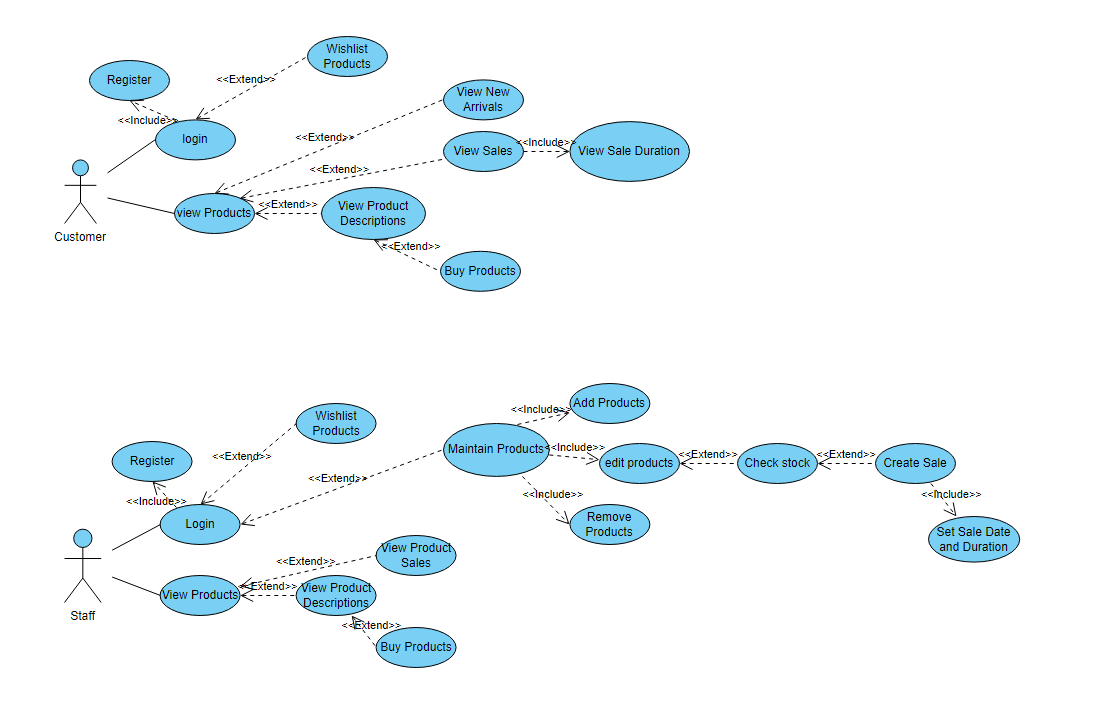 Wishlist
Products
<<Extend>>
Register
View New
Arrivals
<<Include>>
login
<<Extend>>
<<Include>>
View Sales
View Sale Duration
<<Extend>>
<<Extend>>
View Product
Descriptions
view Products
Customer
<<Extend>>
Buy Products
Add Products
<<Include>>
Wishlist
Products
Maintain Products
<<Include>>
<<Extend>>
<<Extend>>
<<Extend>>
Register
edit products
Check stock
Create Sale
<<Extend>>
<<Include>>
<<Include>>
<<Include>>
Login
Remove
Products
Set Sale Date
and Duration
View Product
Sales
<<Extend>>
<<Extend>>
View Product
Descriptions
View Products
Staff
<<Extend>>
Buy Products